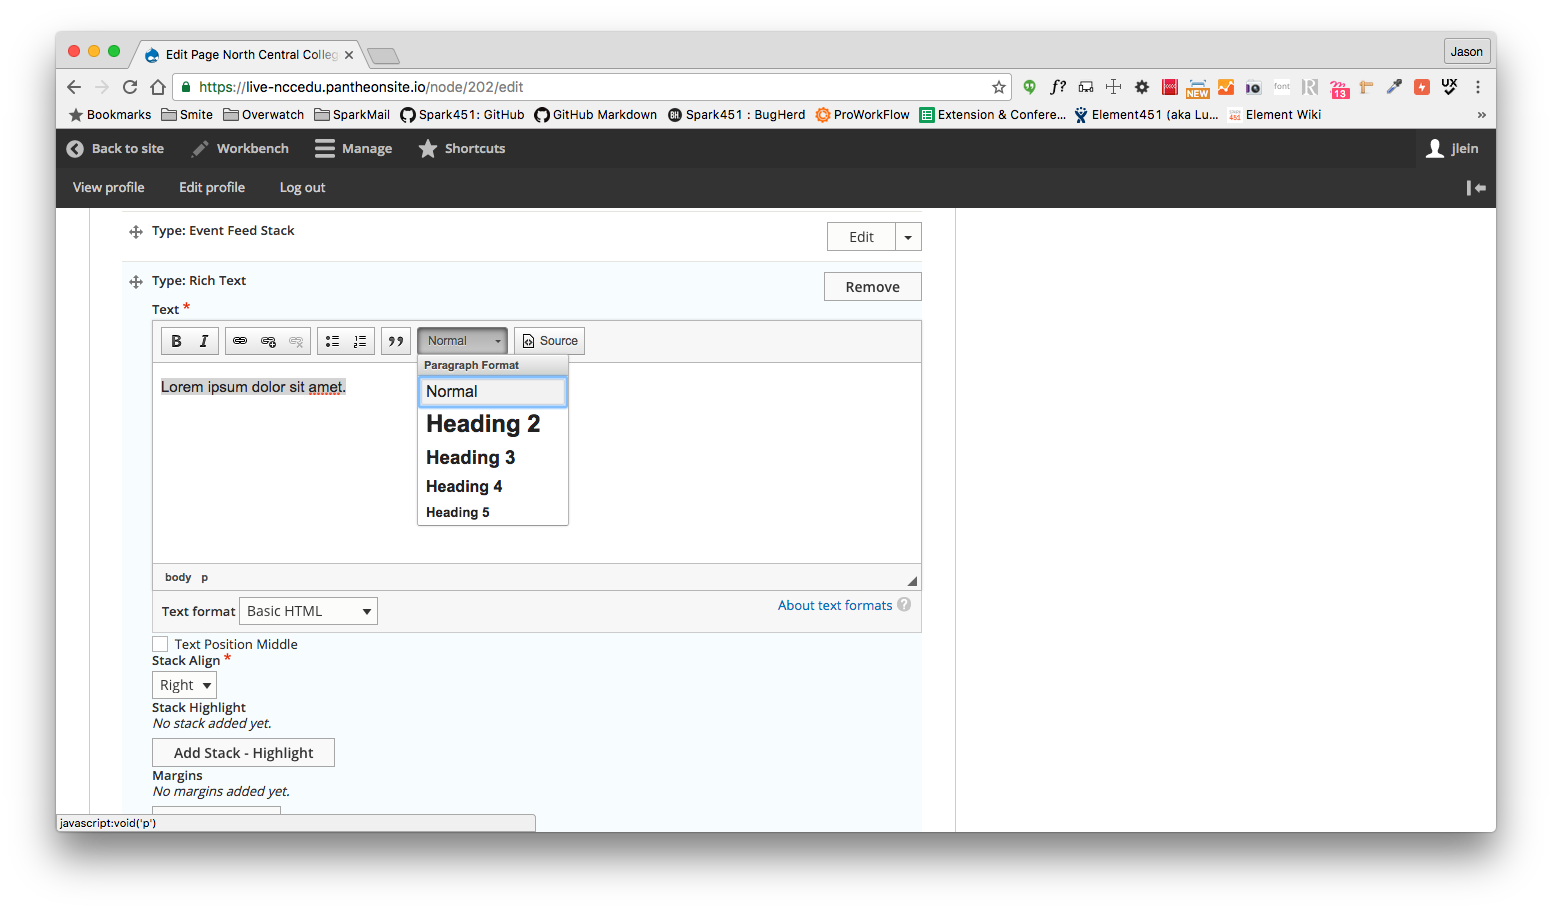 Edit Page North Central Colleg
Jason
https://live-nccedu.pantheonsite.io/node/202/edit
f?
NEW
font
R
13
UX
Bookmarks Smite Overwatch SparkMail Spark451: GitHub GitHub Markdown BH Spark451 : BugHerd ProWorkFlow Extension & Confere... Element451 (aka Lu... Element Wiki »
Back to site Workbench Manage Shortcuts jlein
View profile Edit profile Log out
Type: Event Feed Stack
Edit
Type: Rich Text
Remove
Text *
B I Normal Source
Paragraph Format
Lorem ipsum dolor sit amet.
Normal
Heading 2
Heading 3
Heading 4
Heading 5
body p
Text format Basic HTML
About text formats ?
Text Position Middle
Stack Align *
Right
Stack Highlight
No stack added yet.
Add Stack - Highlight
Margins
No margins added yet.
javascript:void('p')